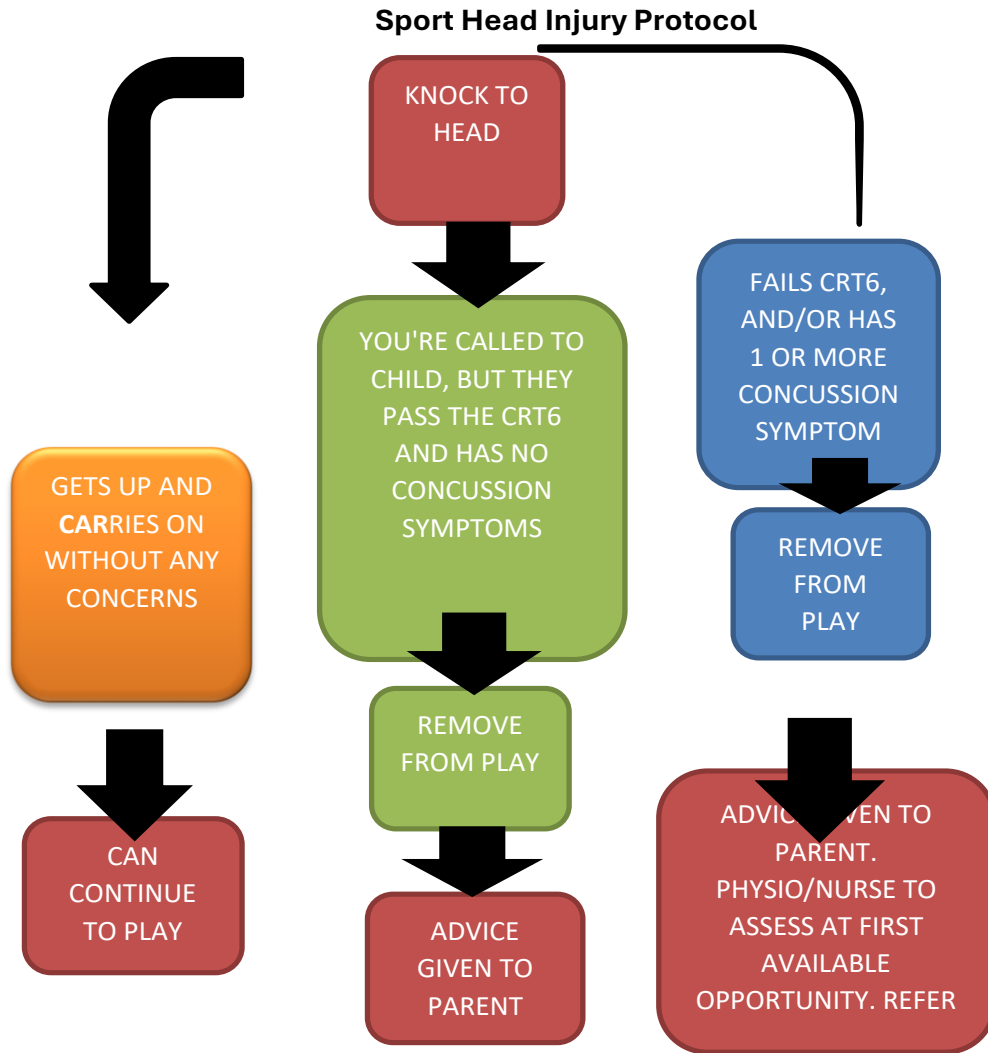 Sport Head Injury Protocol
KNOCK TO
HEAD
GETS UP AND
CARRIES ON
WITHOUT ANY
CONCERNS
CAN
CONTINUE
TO PLAY
YOU'RE CALLED TO
CHILD, BUT THEY
PASS THE CRT6
AND HAS NO
CONCUSSION
SYMPTOMS
REMOVE
FROM PLAY
ADVICE
GIVEN TO
PARENT
FAILS CRT6,
AND/OR HAS
1 OR MORE
CONCUSSION
SYMPTOM
REMOVE
FROM
PLAY
ADVICE GIVEN TO
PARENT.
PHYSIO/NURSE TO
ASSESS AT FIRST
AVAILABLE
OPPORTUNITY. REFER